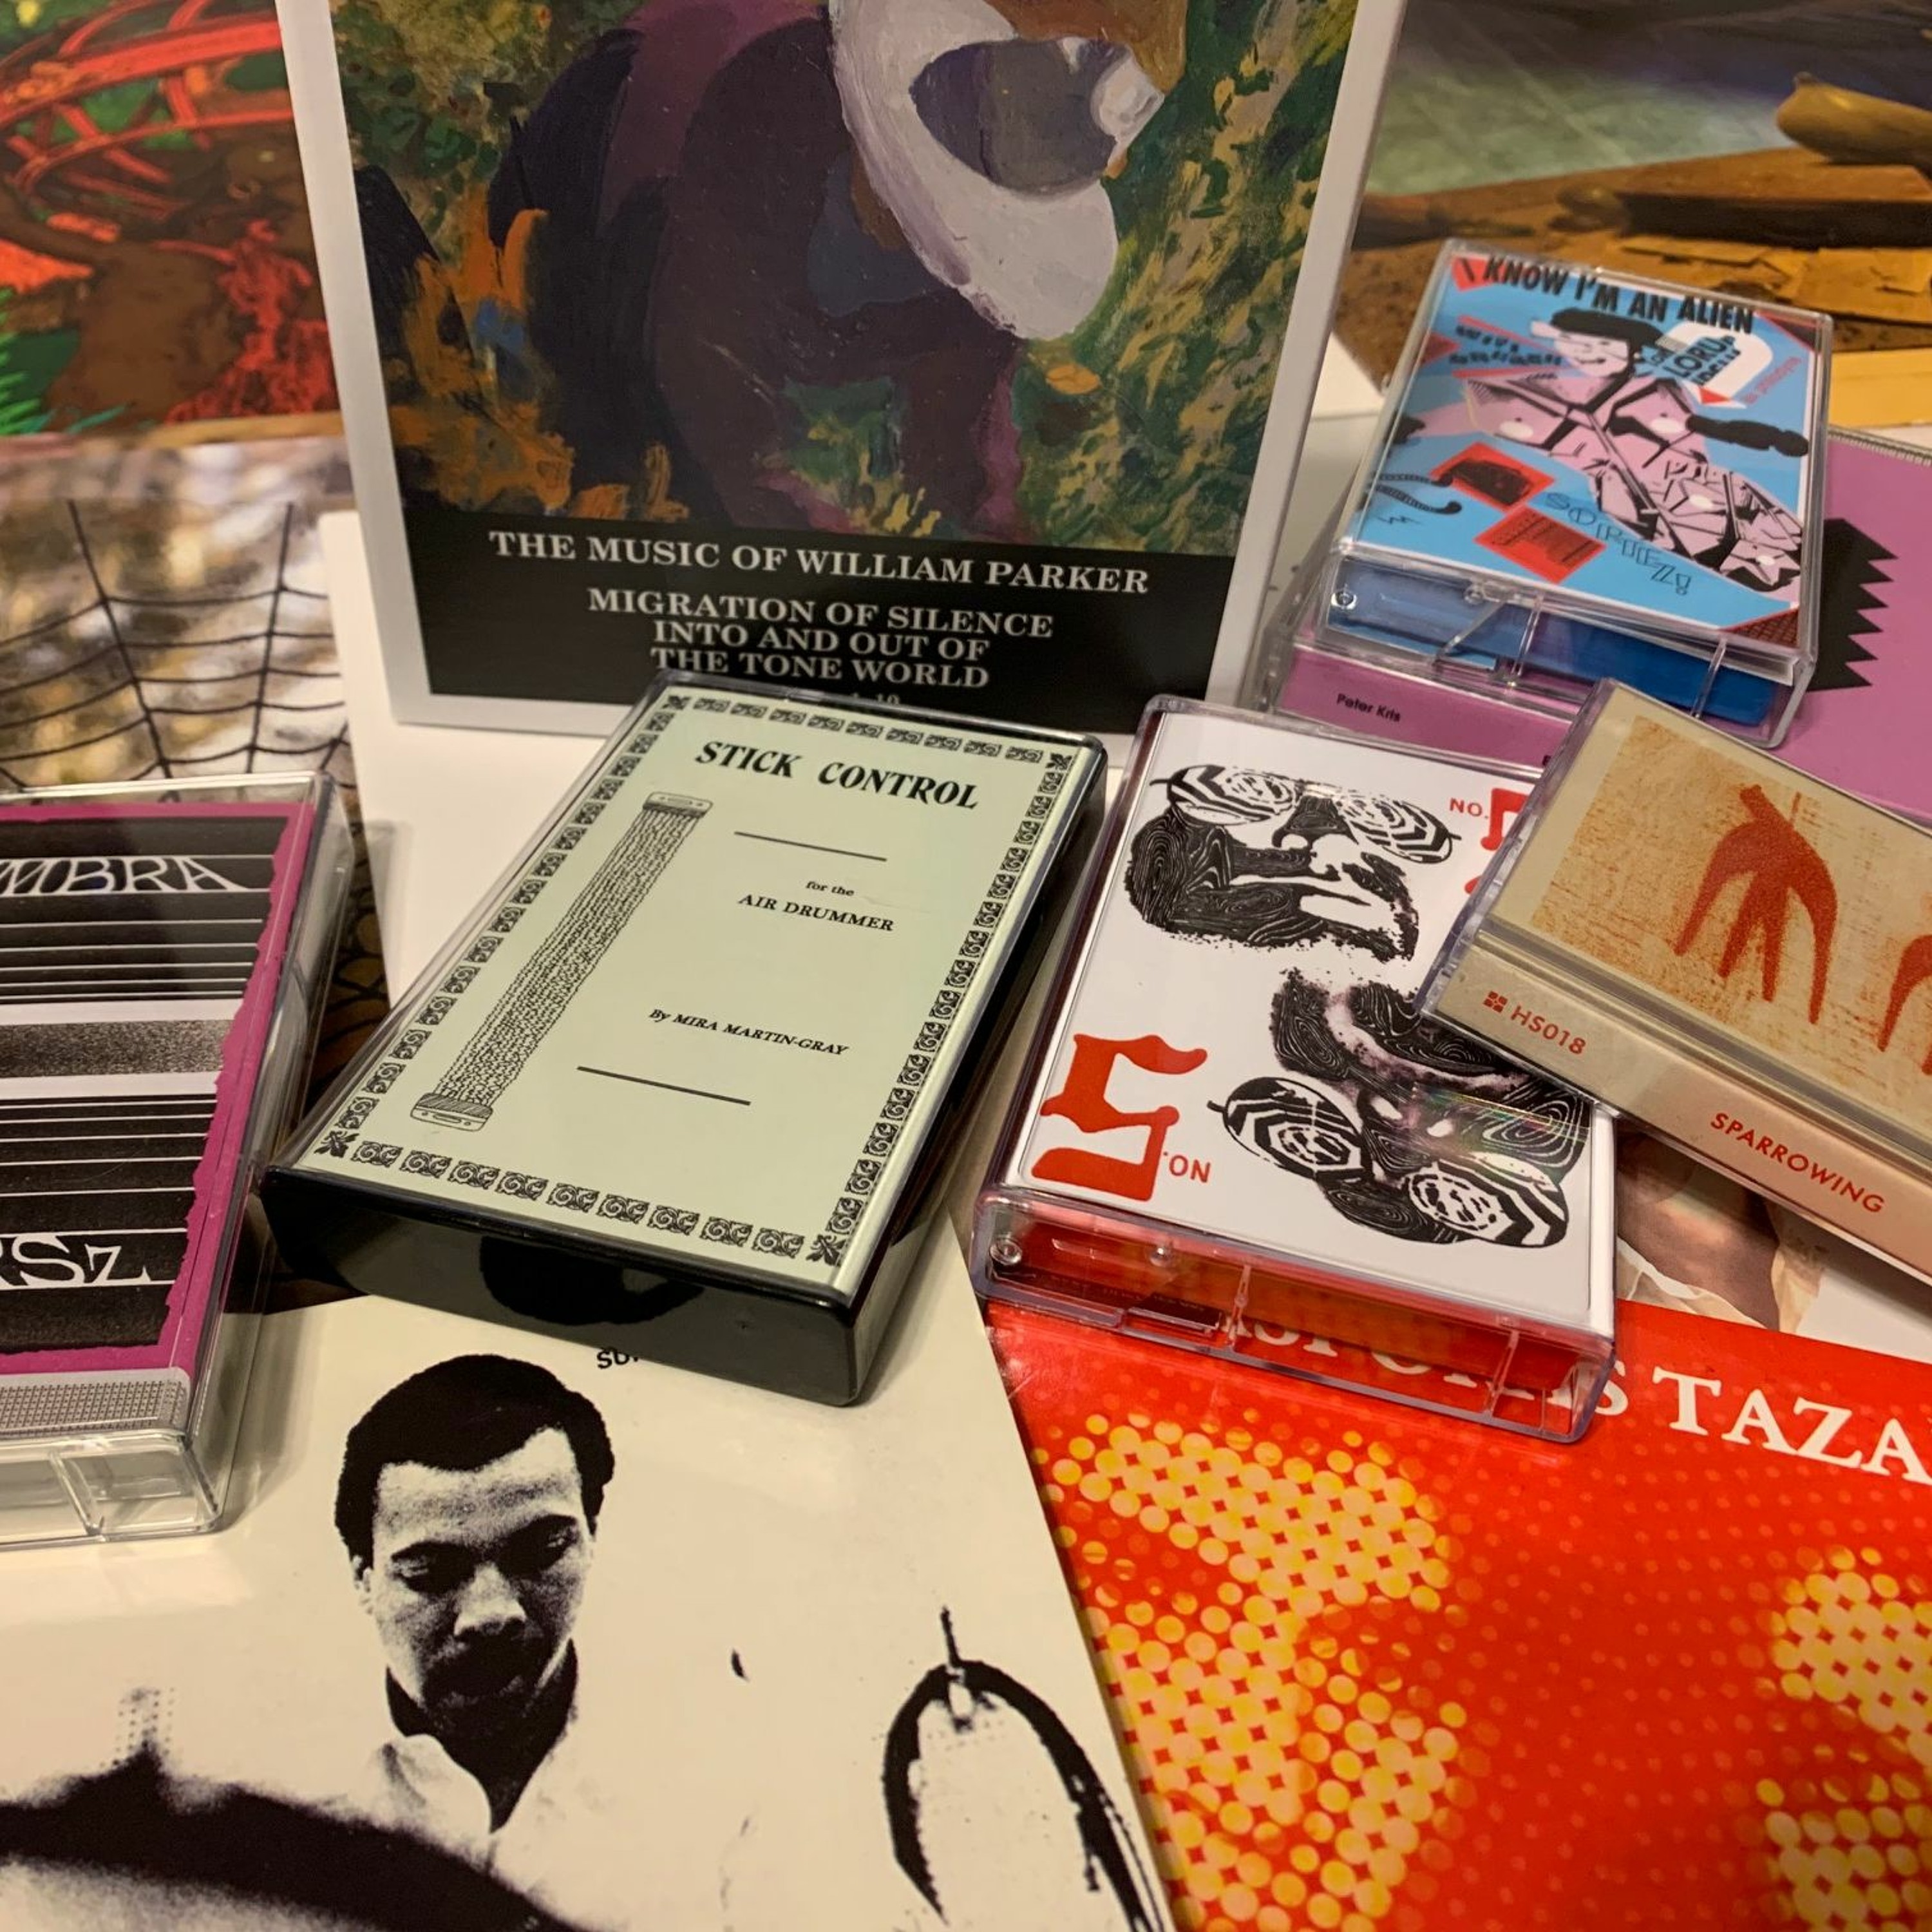 THE MUSIC OF WILLIAM PARKER
MIGRATION OF SILENCE
INTO AND OUT OF
THE TONE WORLD
I KNOW I'M AN ALIEN
Peter Kris
STICK CONTROL
for the
AIR DRUMMER
By MIRA MARTIN-GRAY
NO. 5
5 ON
HS018
SPARROWING
MBRA
RSZ
IS TAZA